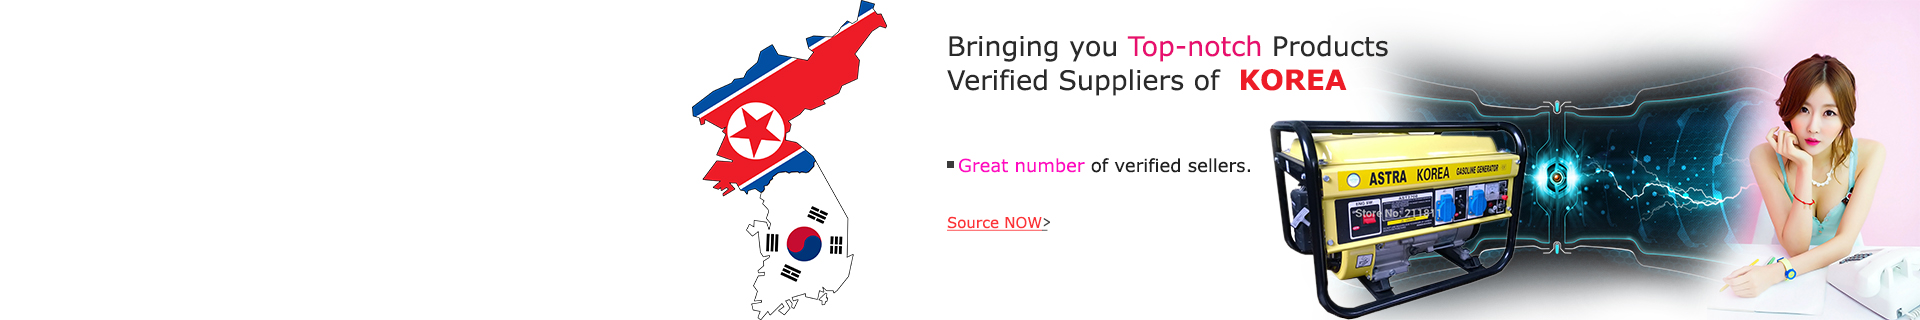 Bringing you Top-notch Products
Verified Suppliers of KOREA
Great number of verified sellers.
Source NOW>
ASTRA KOREA GASOLINE GENERATOR
Store No: 211811